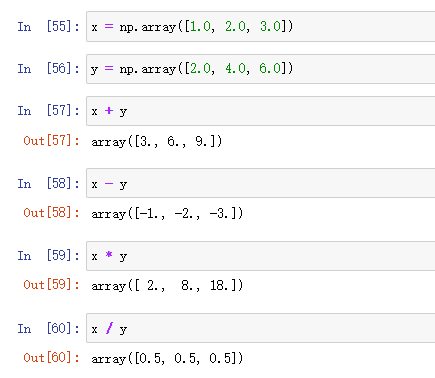 In [55]: x = np.array([1.0, 2.0, 3.0])
In [56]: y = np.array([2.0, 4.0, 6.0])
In [57]: x + y
Out[57]: array([3., 6., 9.])
In [58]: x - y
Out[58]: array([-1., -2., -3.])
In [59]: x * y
Out[59]: array([ 2.,  8., 18.])
In [60]: x / y
Out[60]: array([0.5, 0.5, 0.5])